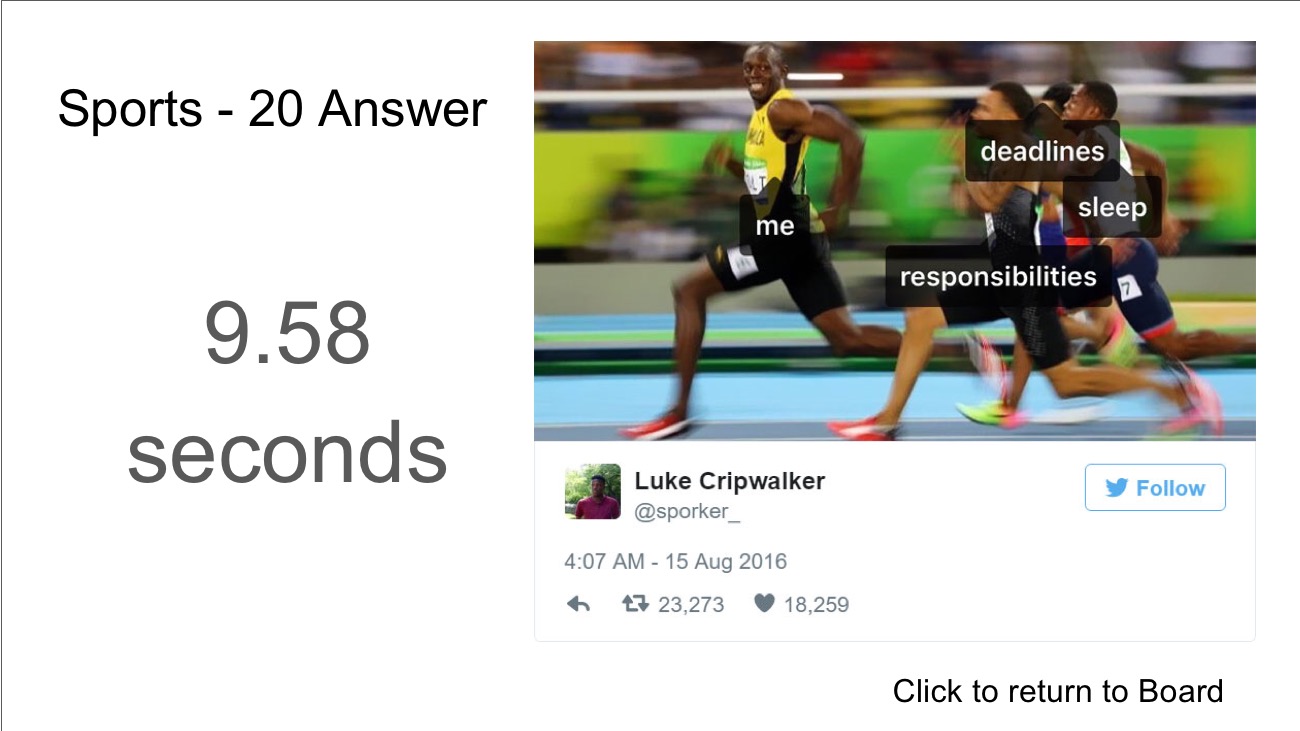 Sports - 20 Answer
9.58
seconds
deadlines
sleep
me
responsibilities
7
Luke Cripwalker
@sporker_
Follow
4:07 AM - 15 Aug 2016
23,273 18,259
Click to return to Board